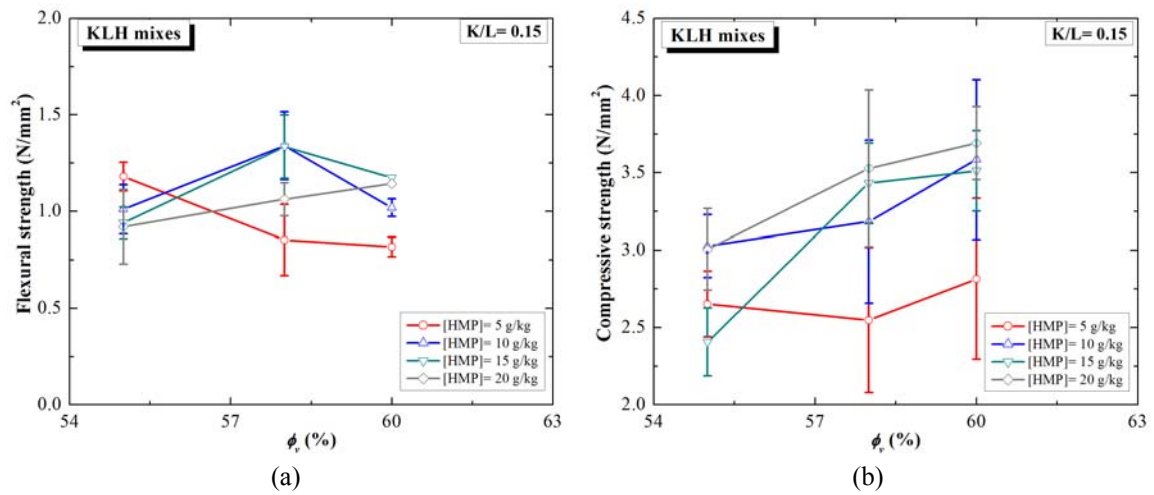 KLH mixes
K/L= 0.15
Flexural strength (N/mm²)
2.0
1.5
1.0
0.5
0.0
[HMP]= 5 g/kg
[HMP]= 10 g/kg
[HMP]= 15 g/kg
[HMP]= 20 g/kg
54 57 60 63
ϕᵥ (%)
(a)
KLH mixes
K/L= 0.15
Compressive strength (N/mm²)
4.5
4.0
3.5
3.0
2.5
2.0
[HMP]= 5 g/kg
[HMP]= 10 g/kg
[HMP]= 15 g/kg
[HMP]= 20 g/kg
54 57 60 63
ϕᵥ (%)
(b)